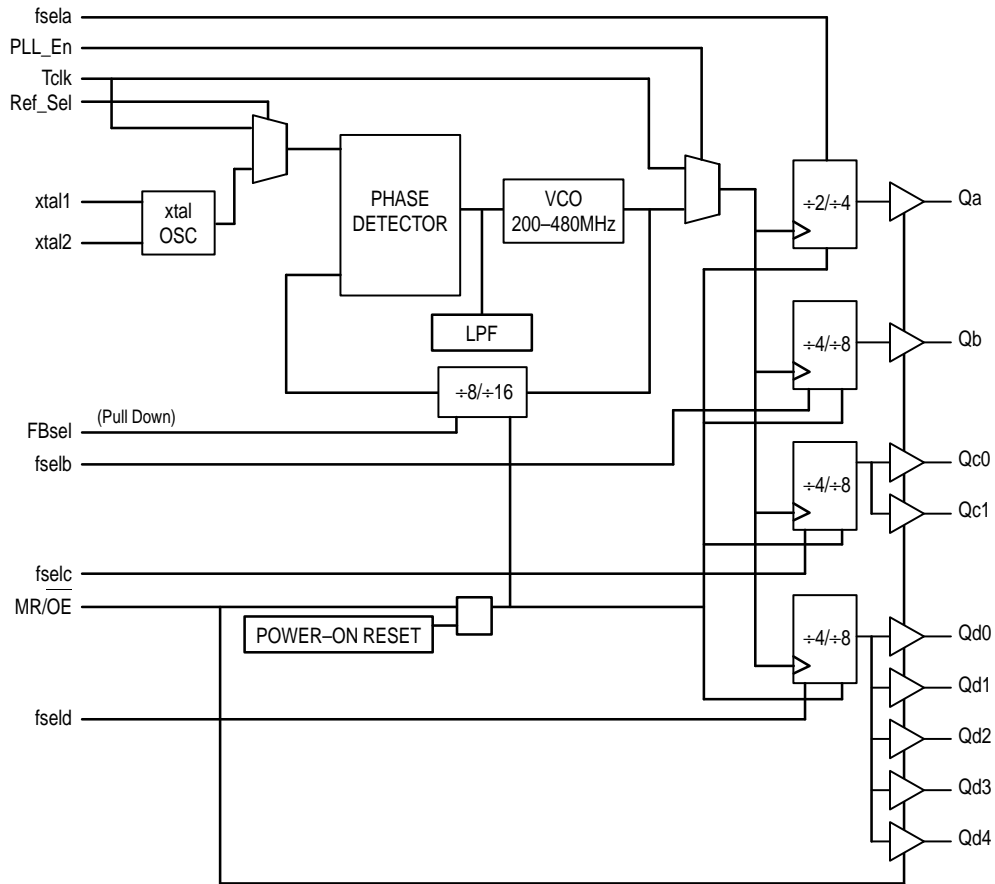 fsela
PLL_En
Tclk
Ref_Sel
xtal1
xtal2
xtal
OSC
PHASE
DETECTOR
VCO
200–480MHz
LPF
÷8/÷16
÷2/÷4
Qa
÷4/÷8
Qb
(Pull Down)
FBsel
fselb
÷4/÷8
Qc0
Qc1
fselc
MR/OE
POWER–ON RESET
÷4/÷8
Qd0
Qd1
fseld
Qd2
Qd3
Qd4